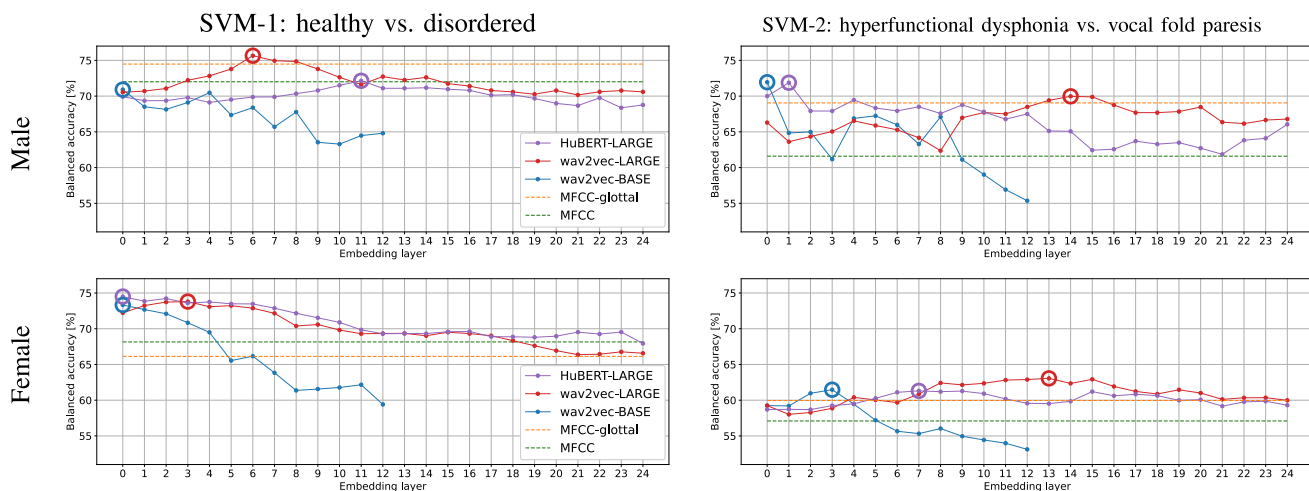 SVM-1: healthy vs. disordered
SVM-2: hyperfunctional dysphonia vs. vocal fold paresis
Male
Balanced accuracy [%]
75
70
65
60
55
0 1 2 3 4 5 6 7 8 9 10 11 12 13 14 15 16 17 18 19 20 21 22 23 24
Embedding layer
HuBERT-LARGE
wav2vec-LARGE
wav2vec-BASE
MFCC-glottal
MFCC
Balanced accuracy [%]
75
70
65
60
55
0 1 2 3 4 5 6 7 8 9 10 11 12 13 14 15 16 17 18 19 20 21 22 23 24
Embedding layer
Female
Balanced accuracy [%]
75
70
65
60
55
0 1 2 3 4 5 6 7 8 9 10 11 12 13 14 15 16 17 18 19 20 21 22 23 24
Embedding layer
HuBERT-LARGE
wav2vec-LARGE
wav2vec-BASE
MFCC-glottal
MFCC
Balanced accuracy [%]
75
70
65
60
55
0 1 2 3 4 5 6 7 8 9 10 11 12 13 14 15 16 17 18 19 20 21 22 23 24
Embedding layer